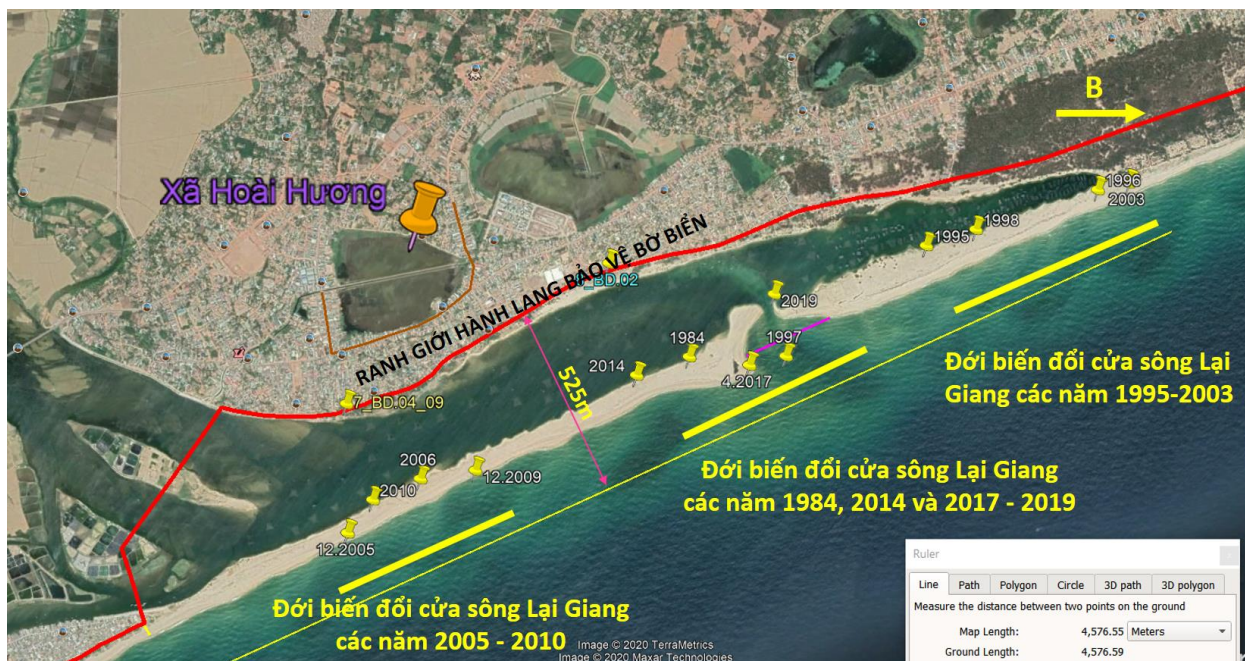 B
Xã Hoài Hương
1996
2003
1998
1995
RANH GIỚI HÀNH LANG BẢO VỆ BỜ BIỂN
_BD.02
2019
1984
1997
2014
4.2017
525m
7_BD.04_09
2006
12.2009
2010
12.2005
Đới biến đổi cửa sông Lại
Giang các năm 1995-2003
Đới biến đổi cửa sông Lại Giang
các năm 1984, 2014 và 2017 - 2019
Đới biến đổi cửa sông Lại Giang
các năm 2005 - 2010
Image © 2020 TerraMetrics
Image © 2020 Maxar Technologies
Ruler
Line Path Polygon Circle 3D path 3D polygon
Measure the distance between two points on the ground
Map Length: 4,576.55 Meters
Ground Length: 4,576.59